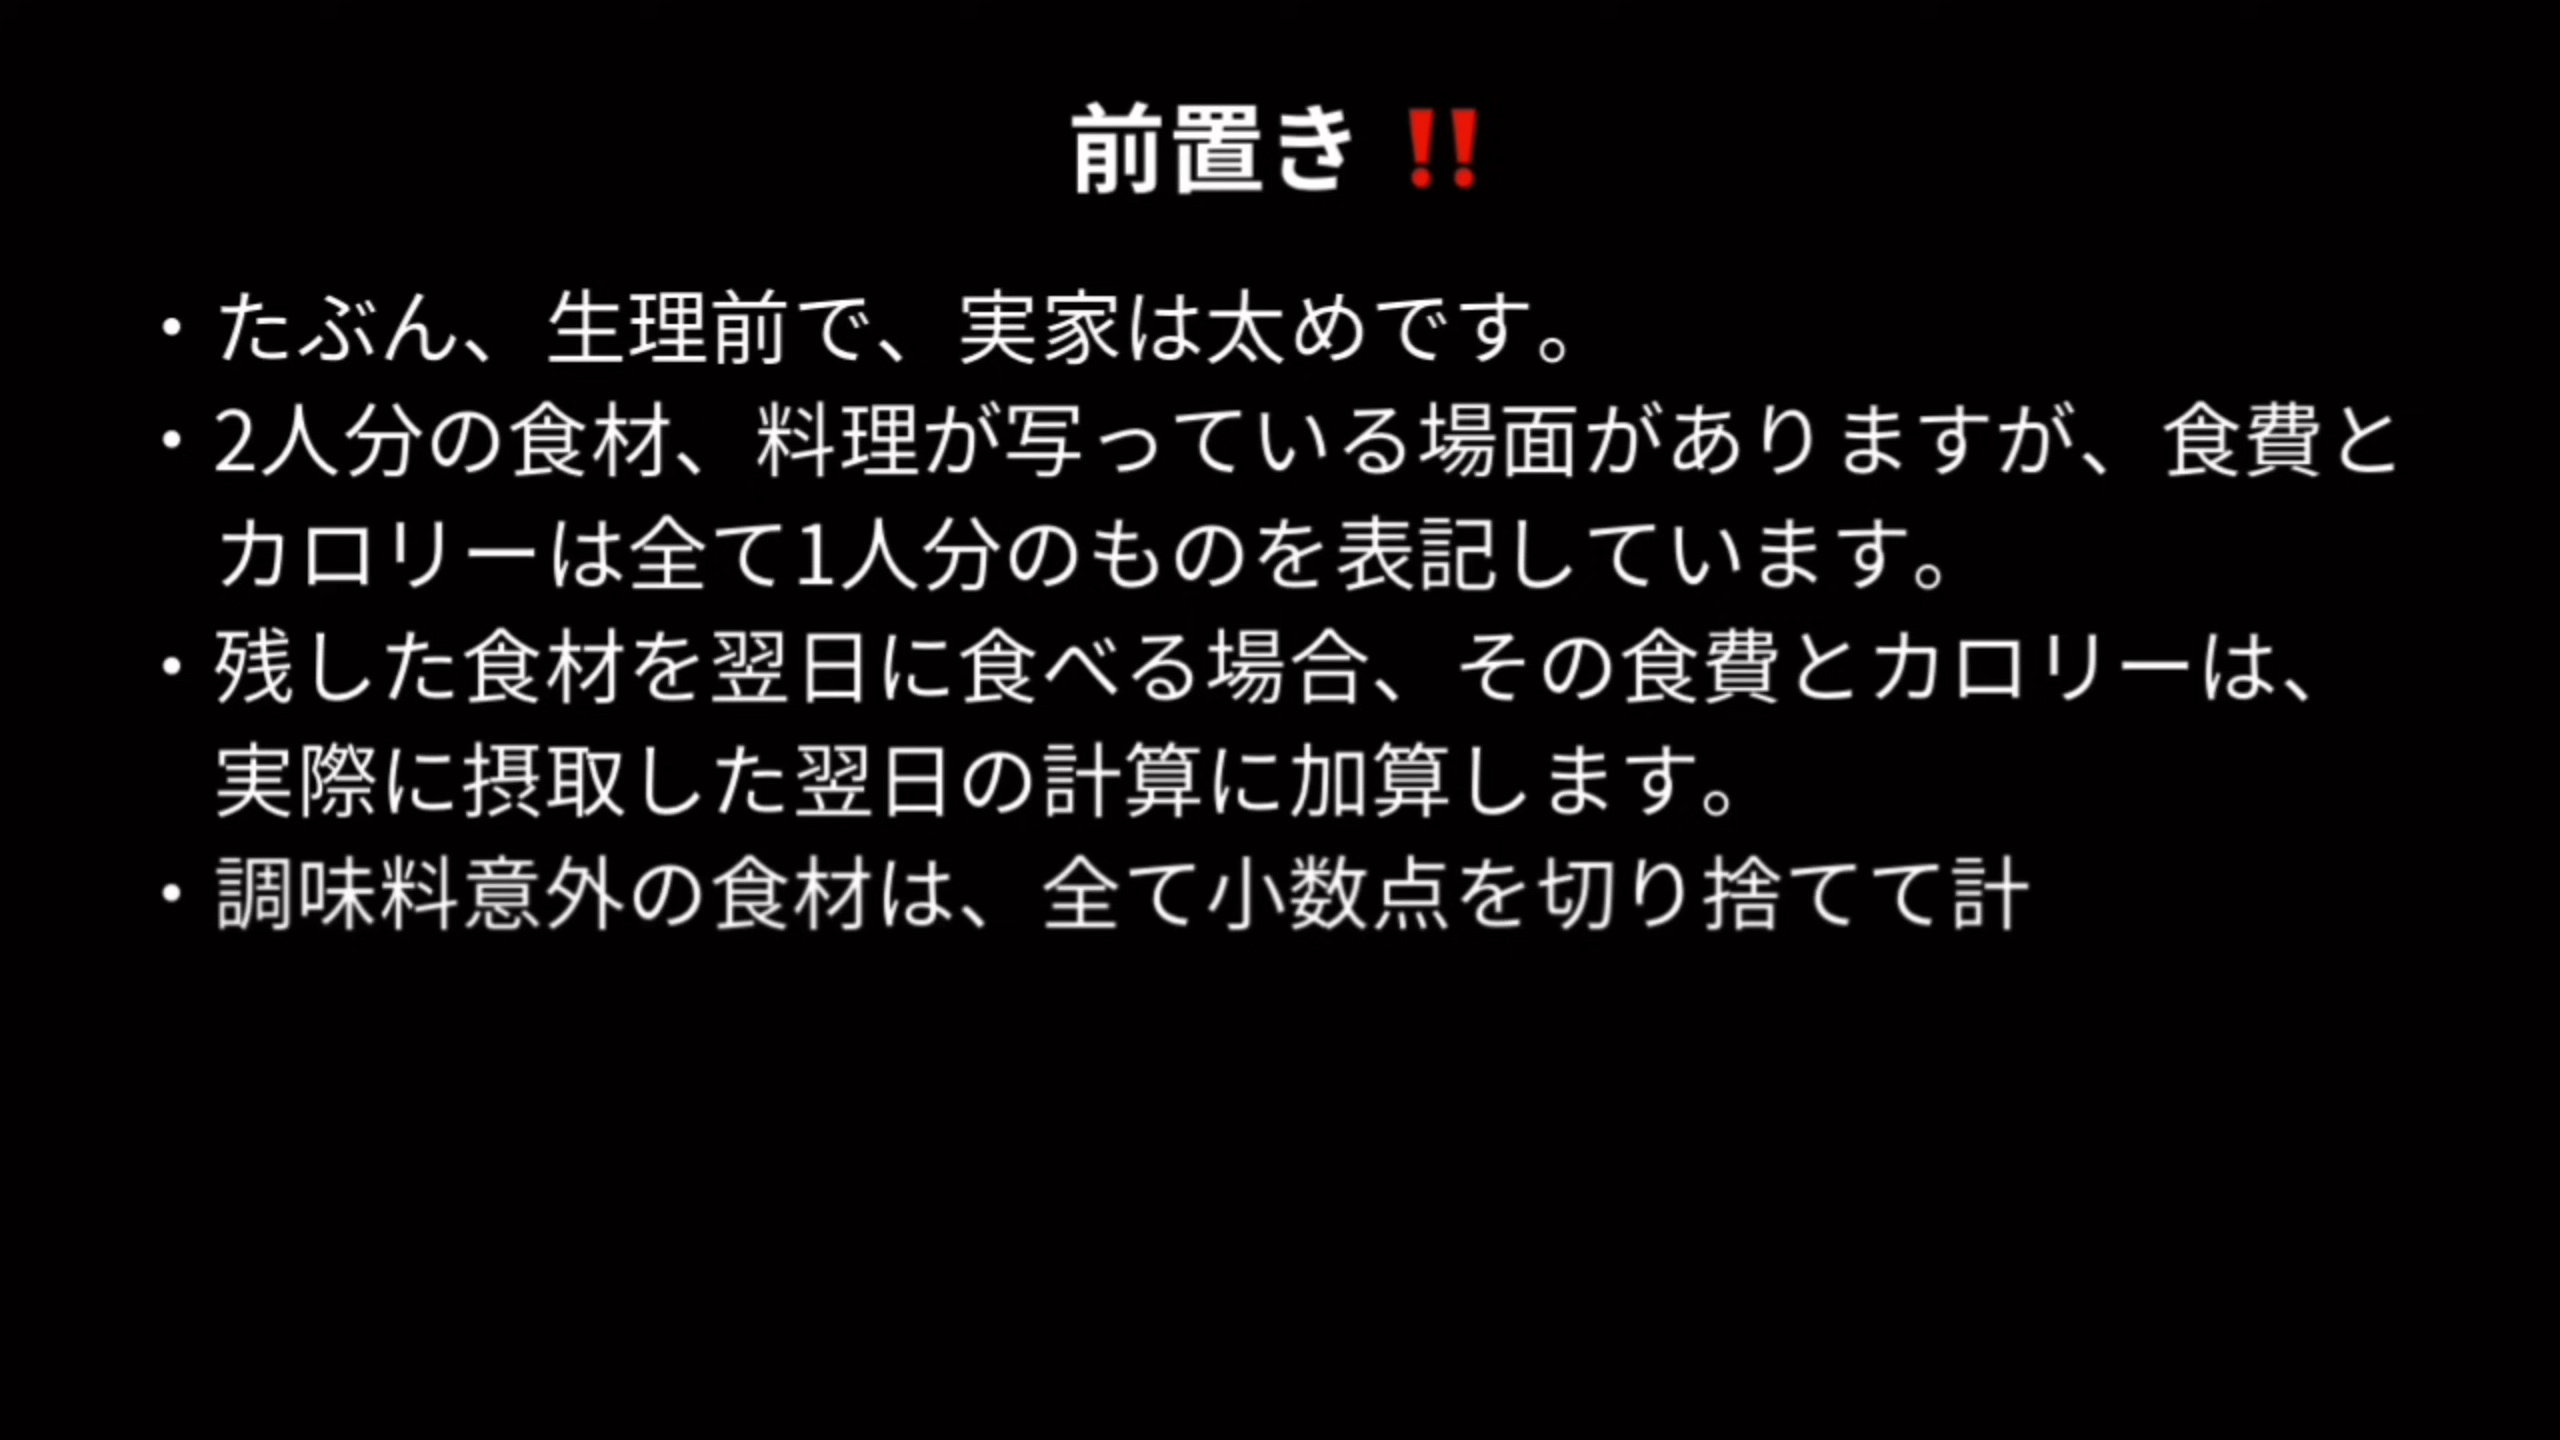 前置き‼️
・たぶん、生理前で、実家は太めです。
・2人分の食材、料理が写っている場面がありますが、食費と
カロリーは全て1人分のものを表記しています。
・残した食材を翌日に食べる場合、その食費とカロリーは、
実際に摂取した翌日の計算に加算します。
・調味料意外の食材は、全て小数点を切り捨てて計